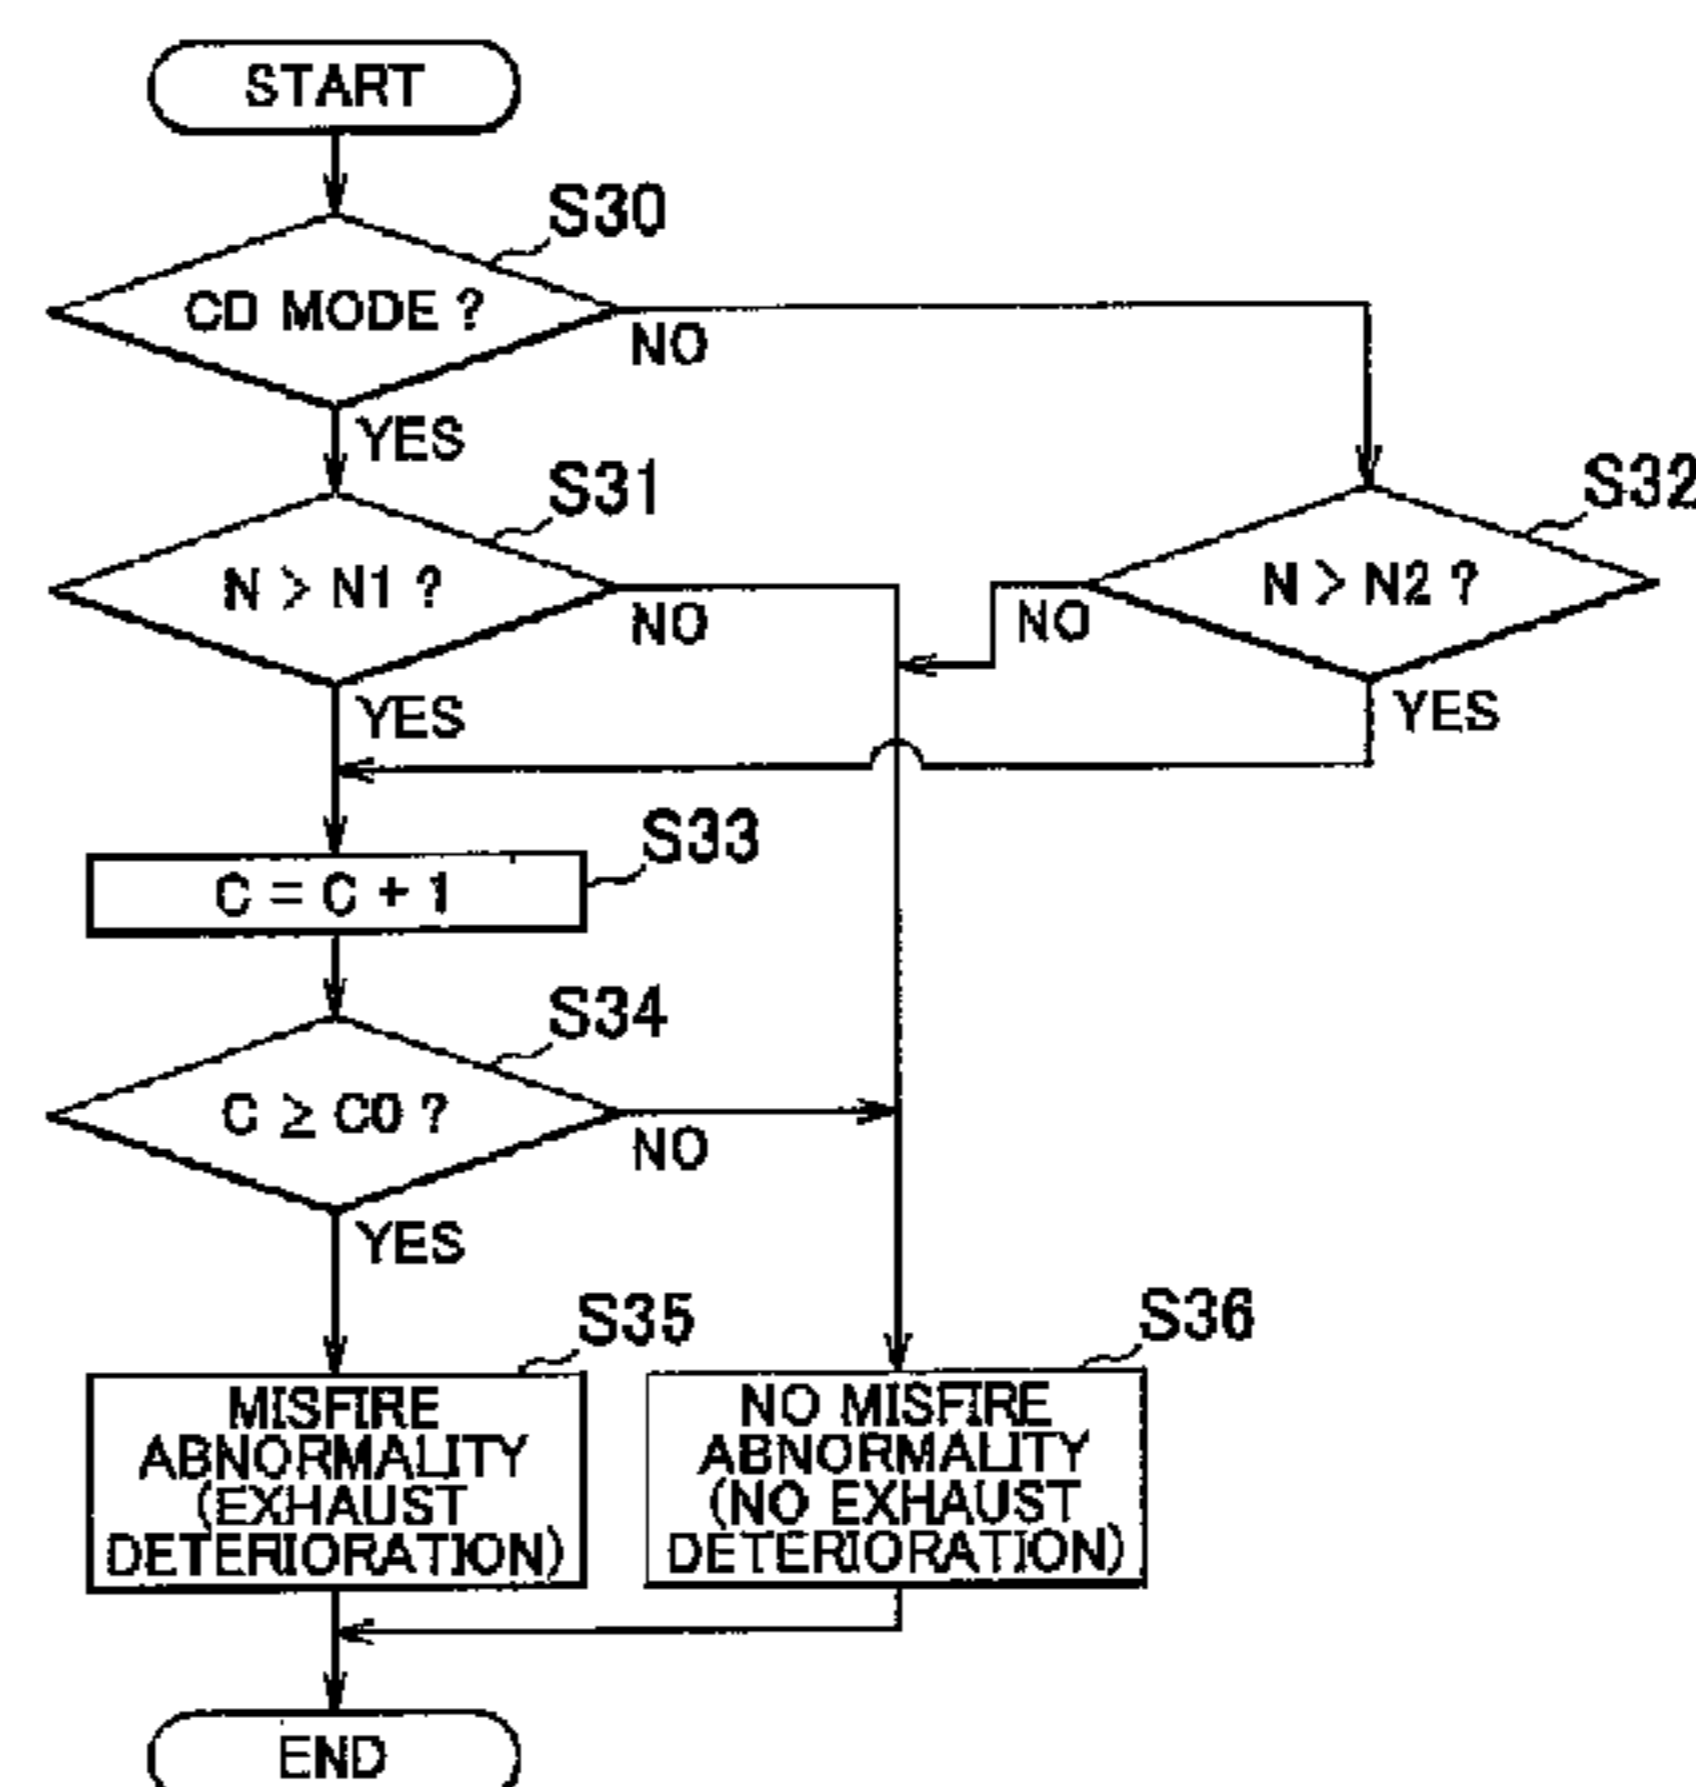 START
S30
CD MODE ?
NO
YES
S31
S32
N > N1 ?
N > N2 ?
NO
NO
YES
YES
S33
C = C + 1
S34
C ≥ C0 ?
NO
YES
S35
S36
MISFIRE
ABNORMALITY
(EXHAUST
DETERIORATION)
NO MISFIRE
ABNORMALITY
(NO EXHAUST
DETERIORATION)
END